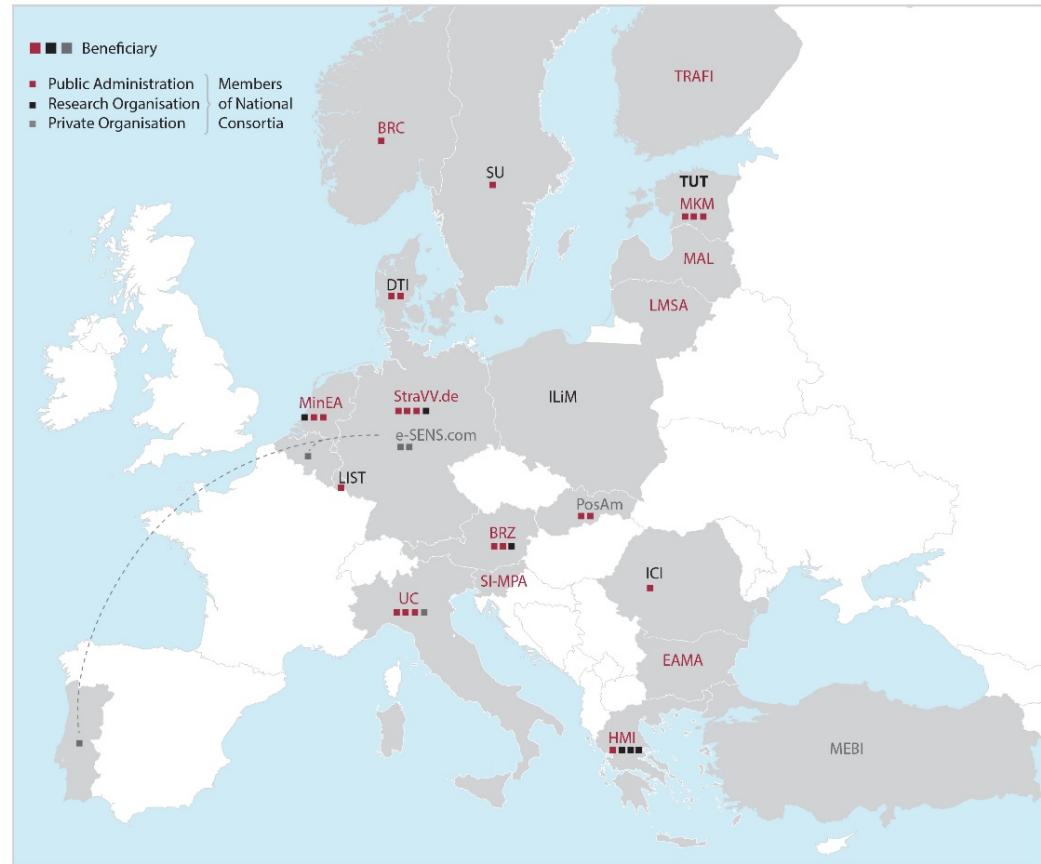 Beneficiary
Public Administration
Research Organisation
Private Organisation
Members
of National
Consortia
TRAFI
BRC
SU
TUT
MKM
MAL
DTI
LMSA
MinEA
StraVV.de
ILiM
e-SENS.com
LIST
PosAm
BRZ
ICI
SI-MPA
UC
EAMA
HMI
MEBI